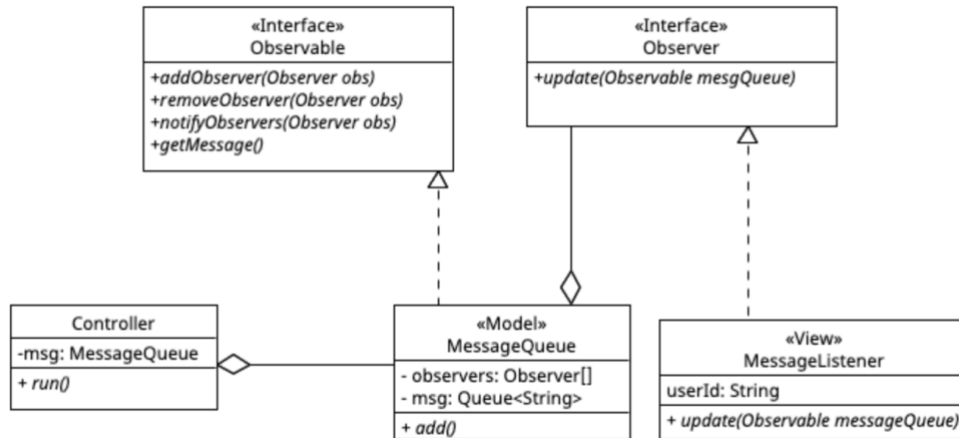 «Interface»
Observable
+addObserver(Observer obs)
+removeObserver(Observer obs)
+notifyObservers(Observer obs)
+getMessage()
«Interface»
Observer
+update(Observable mesgQueue)
Controller
-msg: MessageQueue
+ run()
«Model»
MessageQueue
- observers: Observer[]
- msg: Queue<String>
+ add()
«View»
MessageListener
userId: String
+ update(Observable messageQueue)